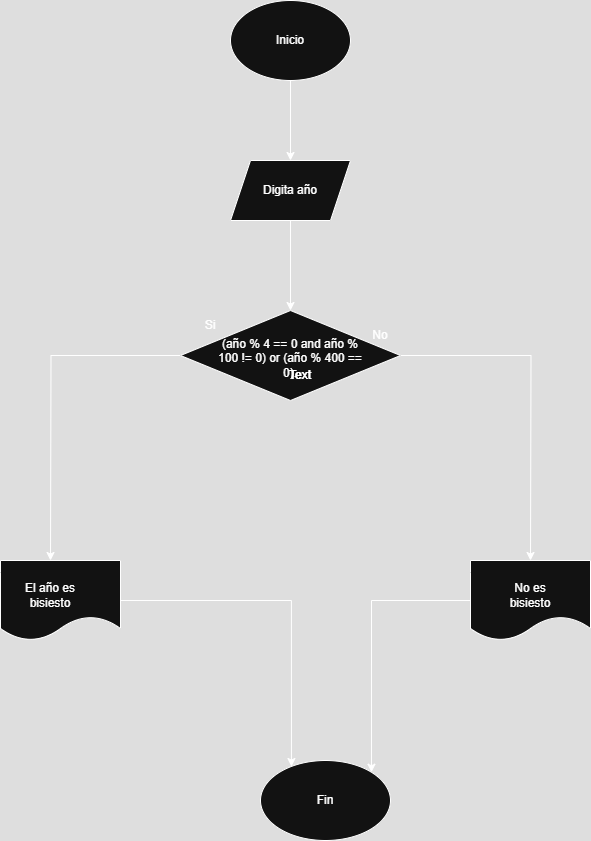 Inicio
Digita año
Si
No
(año % 4 == 0 and año %
100 != 0) or (año % 400 ==
0)
Text
El año es
bisiesto
No es
bisiesto
Fin